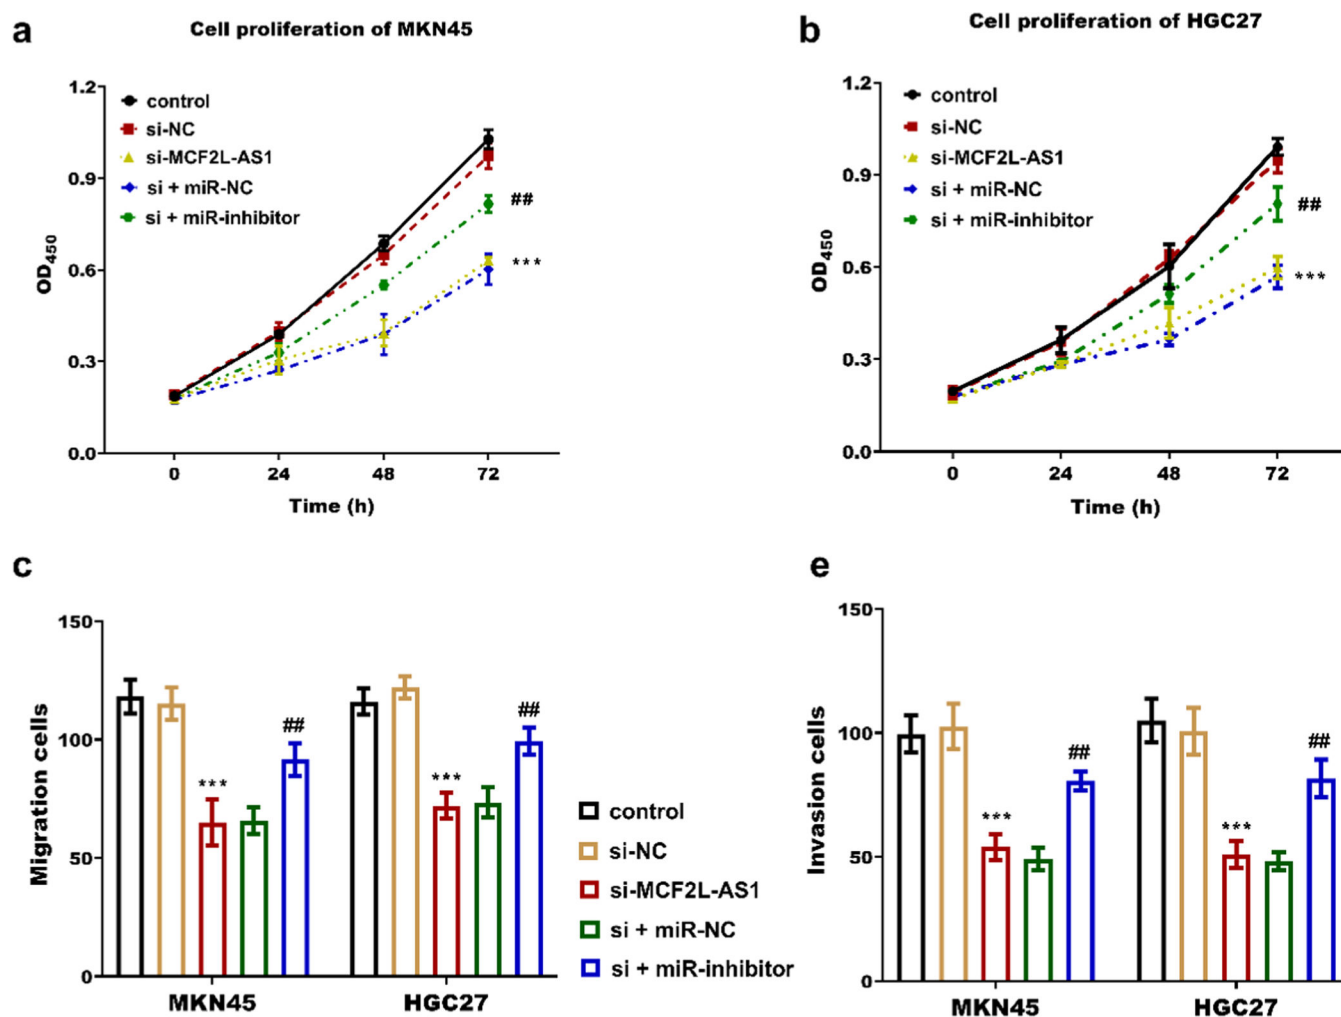 a
Cell proliferation of MKN45
1.2
0.9
0.6
0.3
0.0
OD450
control
si-NC
si-MCF2L-AS1
si + miR-NC
si + miR-inhibitor
##
***
0 24 48 72
Time (h)
b
Cell proliferation of HGC27
1.2
0.9
0.6
0.3
0.0
OD450
control
si-NC
si-MCF2L-AS1
si + miR-NC
si + miR-inhibitor
##
***
0 24 48 72
Time (h)
c
150
100
50
0
Migration cells
***
##
***
##
MKN45 HGC27
control
si-NC
si-MCF2L-AS1
si + miR-NC
si + miR-inhibitor
e
150
100
50
0
Invasion cells
***
##
***
##
MKN45 HGC27